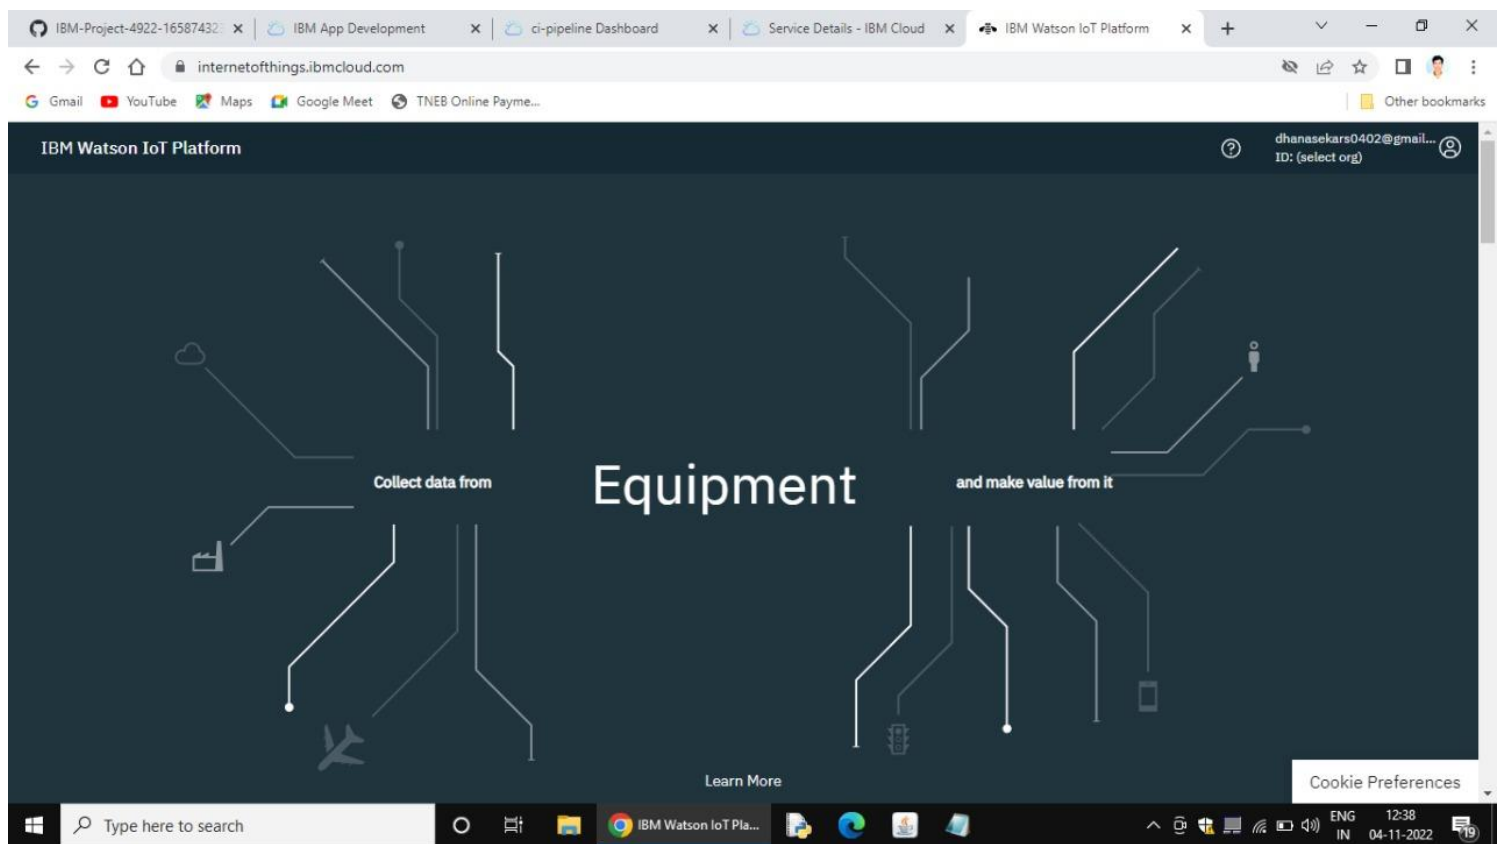 IBM-Project-4922-16587432 IBM App Development ci-pipeline Dashboard Service Details - IBM Cloud IBM Watson IoT Platform
internetofthings.ibmcloud.com
Gmail YouTube Maps Google Meet TNEB Online Payme... Other bookmarks
IBM Watson IoT Platform
dhanasekars0402@gmail...
ID: (select org)
Collect data from Equipment and make value from it
Learn More
Cookie Preferences
Type here to search IBM Watson IoT Pla... ENG 12:38
IN 04-11-2022 19